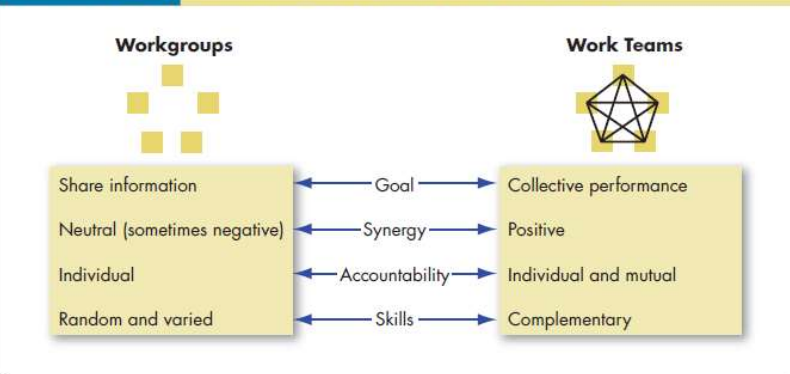 Workgroups
Work Teams
Share information
Goal
Collective performance
Neutral (sometimes negative)
Synergy
Positive
Individual
Accountability
Individual and mutual
Random and varied
Skills
Complementary